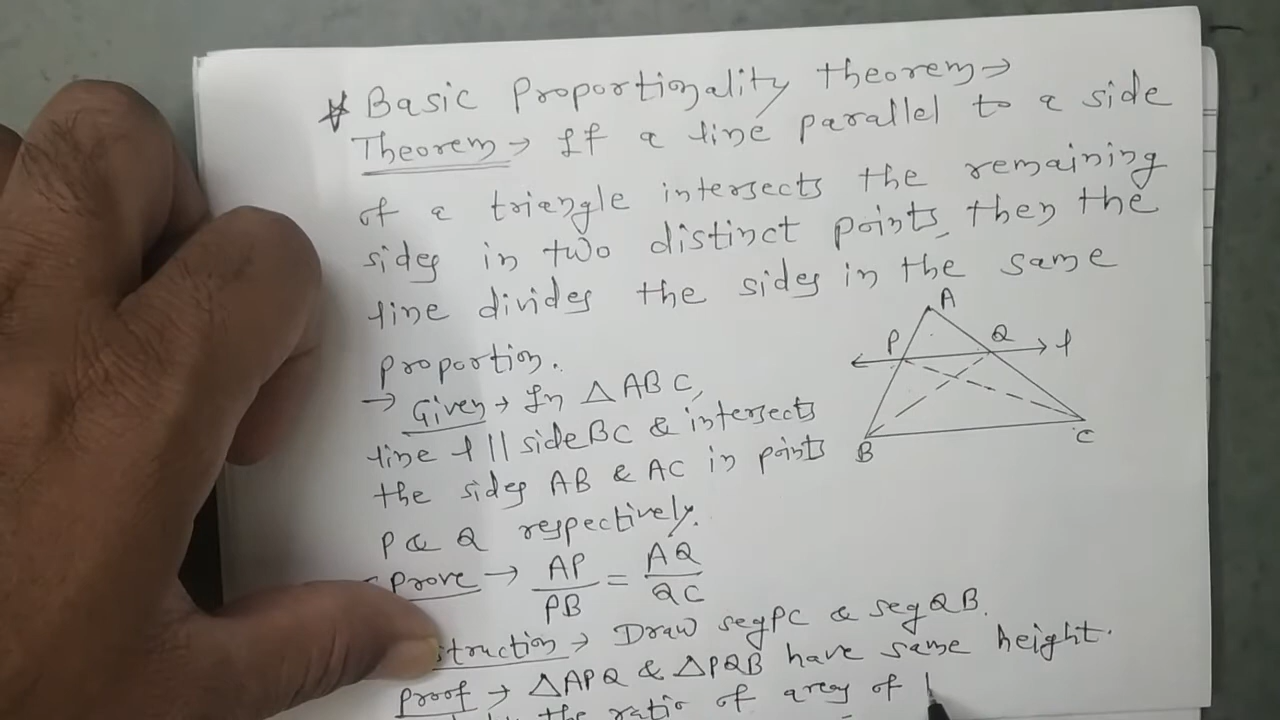 * Basic Proportionality theorem →
Theorem → If a line parallel to a side
of a triangle intersects the remaining
sides in two distinct points, then the
line divides the sides in the same
proportion.
→ Given → In △ABC,
line l || side BC & intersects
the sides AB & AC in points
P & Q respectively.
Prove → AP/PB = AQ/QC
struction → Draw seg PC & seg QB.
Proof → △APQ & △PQB have same height.
the ratio of areas of
A
P
Q
l
B
C